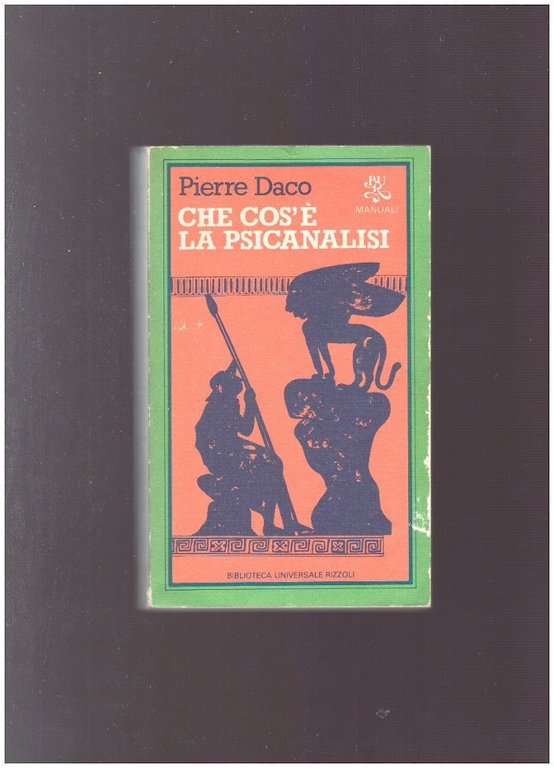 Pierre Daco
BUR
MANUALI
CHE COS'È
LA PSICANALISI
BIBLIOTECA UNIVERSALE RIZZOLI